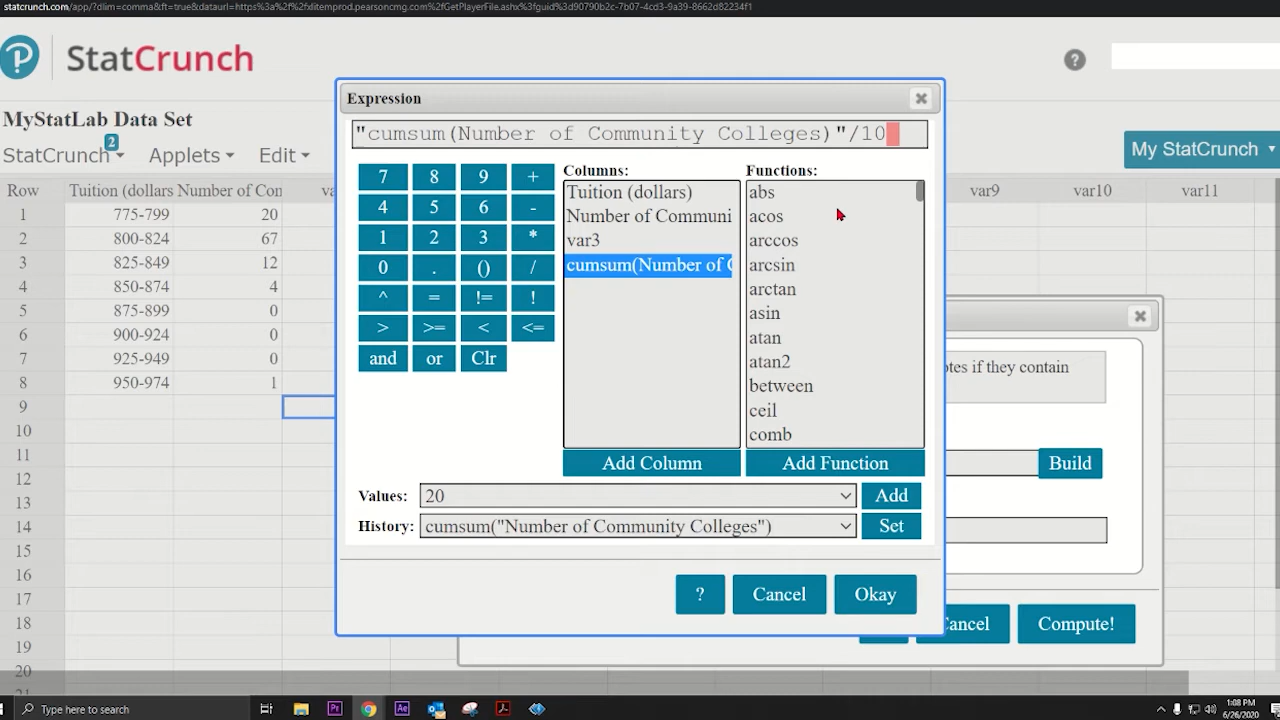 statcrunch.com/app/?dlim=comma&ft=true&dataurl=https%3a%2f%2fxlitemprod.pearsoncmg.com%2fGetPlayerFile.ashx%3fguid%3d90790b2c-7b07-4cd3-9a39-8662d82234f1
P StatCrunch ?
MyStatLab Data Set
StatCrunch 2 Applets Edit My StatCrunch
Row Tuition (dollars Number of Con va var9 var10 var11
1 775-799 20
2 800-824 67
3 825-849 12
4 850-874 4
5 875-899 0
6 900-924 0
7 925-949 0
8 950-974 1
9
10
11
12
13
14
15
16
17
18
19
20
21
Expression
"cumsum(Number of Community Colleges)"/10
7 8 9 +
4 5 6 -
1 2 3 *
0 . () /
^ = != !
> >= < <=
and or Clr
Columns:
Tuition (dollars)
Number of Communi
var3
cumsum(Number of C
Add Column
Functions:
abs
acos
arccos
arcsin
arctan
asin
atan
atan2
between
ceil
comb
Add Function
Values: 20 Add
History: cumsum("Number of Community Colleges") Set
? Cancel Okay
otes if they contain
Build
Cancel Compute!
Type here to search
Pr Ae
1:08 PM
6/26/2020